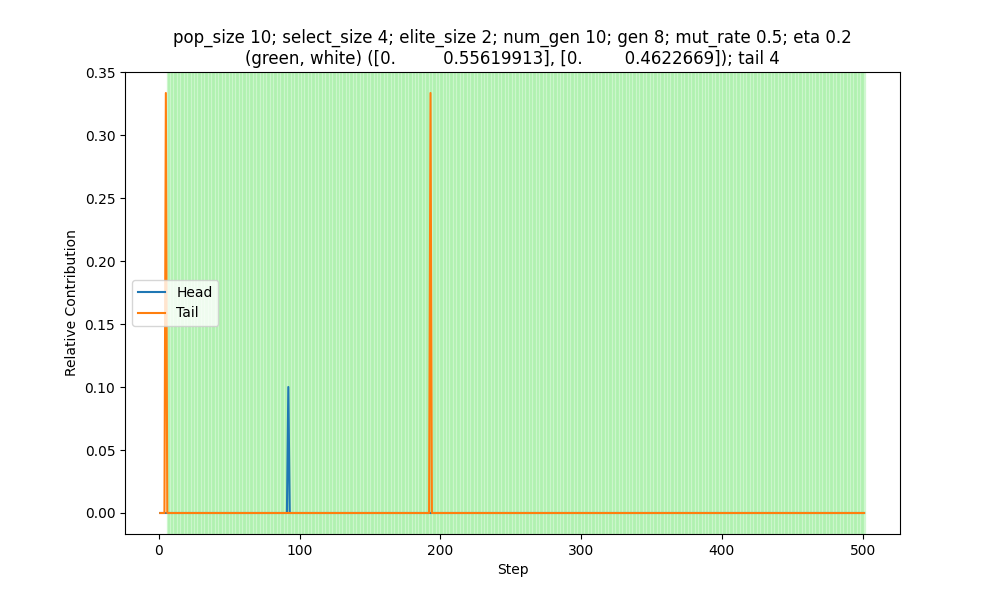 pop_size 10; select_size 4; elite_size 2; num_gen 10; gen 8; mut_rate 0.5; eta 0.2
(green, white) ([0. 0.55619913], [0. 0.4622669]); tail 4
0.35
0.30
0.25
0.20
0.15
0.10
0.05
0.00
Relative Contribution
Head
Tail
0 100 200 300 400 500
Step